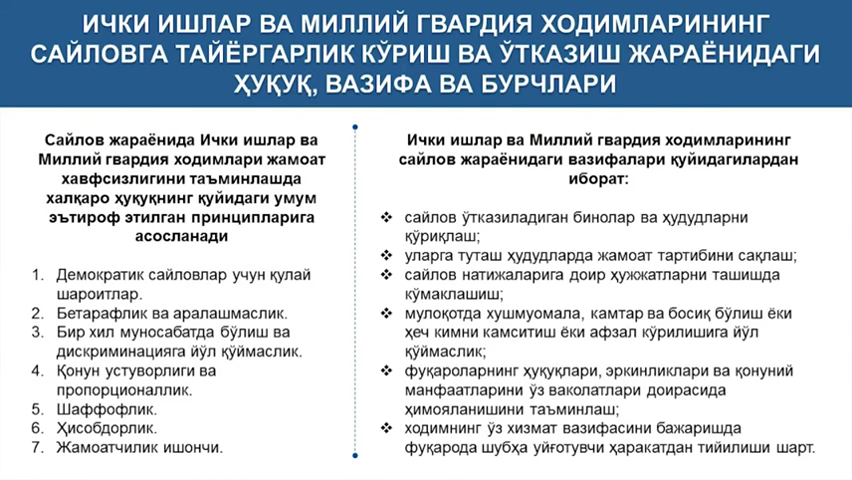 ИЧКИ ИШЛАР ВА МИЛЛИЙ ГВАРДИЯ ХОДИМЛАРИНИНГ
САЙЛОВГА ТАЙЁРГАРЛИК КЎРИШ ВА ЎТКАЗИШ ЖАРАЁНИДАГИ
ҲУҚУҚ, ВАЗИФА ВА БУРЧЛАРИ
Сайлов жараёнида Ички ишлар ва
Миллий гвардия ходимлари жамоат
хавфсизлигини таъминлашда
халқаро ҳуқуқнинг қуйидаги умум
эътироф этилган принципларига
асосланади
1. Демократик сайловлар учун қулай
шароитлар.
2. Бетарафлик ва аралашмаслик.
3. Бир хил муносабатда бўлиш ва
дискриминацияга йўл қўймаслик.
4. Қонун устуворлиги ва
пропорционаллик.
5. Шаффофлик.
6. Ҳисобдорлик.
7. Жамоатчилик ишончи.
Ички ишлар ва Миллий гвардия ходимларининг
сайлов жараёнидаги вазифалари қуйидагилардан
иборат:
❖ сайлов ўтказиладиган бинолар ва ҳудудларни
қўриқлаш;
❖ уларга туташ ҳудудларда жамоат тартибини сақлаш;
❖ сайлов натижаларига доир ҳужжатларни ташишда
кўмаклашиш;
❖ мулоқотда хушмуомала, камтар ва босиқ бўлиш ёки
ҳеч кимни камситиш ёки афзал кўрилишига йўл
қўймаслик;
❖ фуқароларнинг ҳуқуқлари, эркинликлари ва қонуний
манфаатларини ўз ваколатлари доирасида
ҳимояланишини таъминлаш;
❖ ходимнинг ўз хизмат вазифасини бажаришда
фуқарода шубҳа уйғотувчи ҳаракатдан тийилиши шарт.